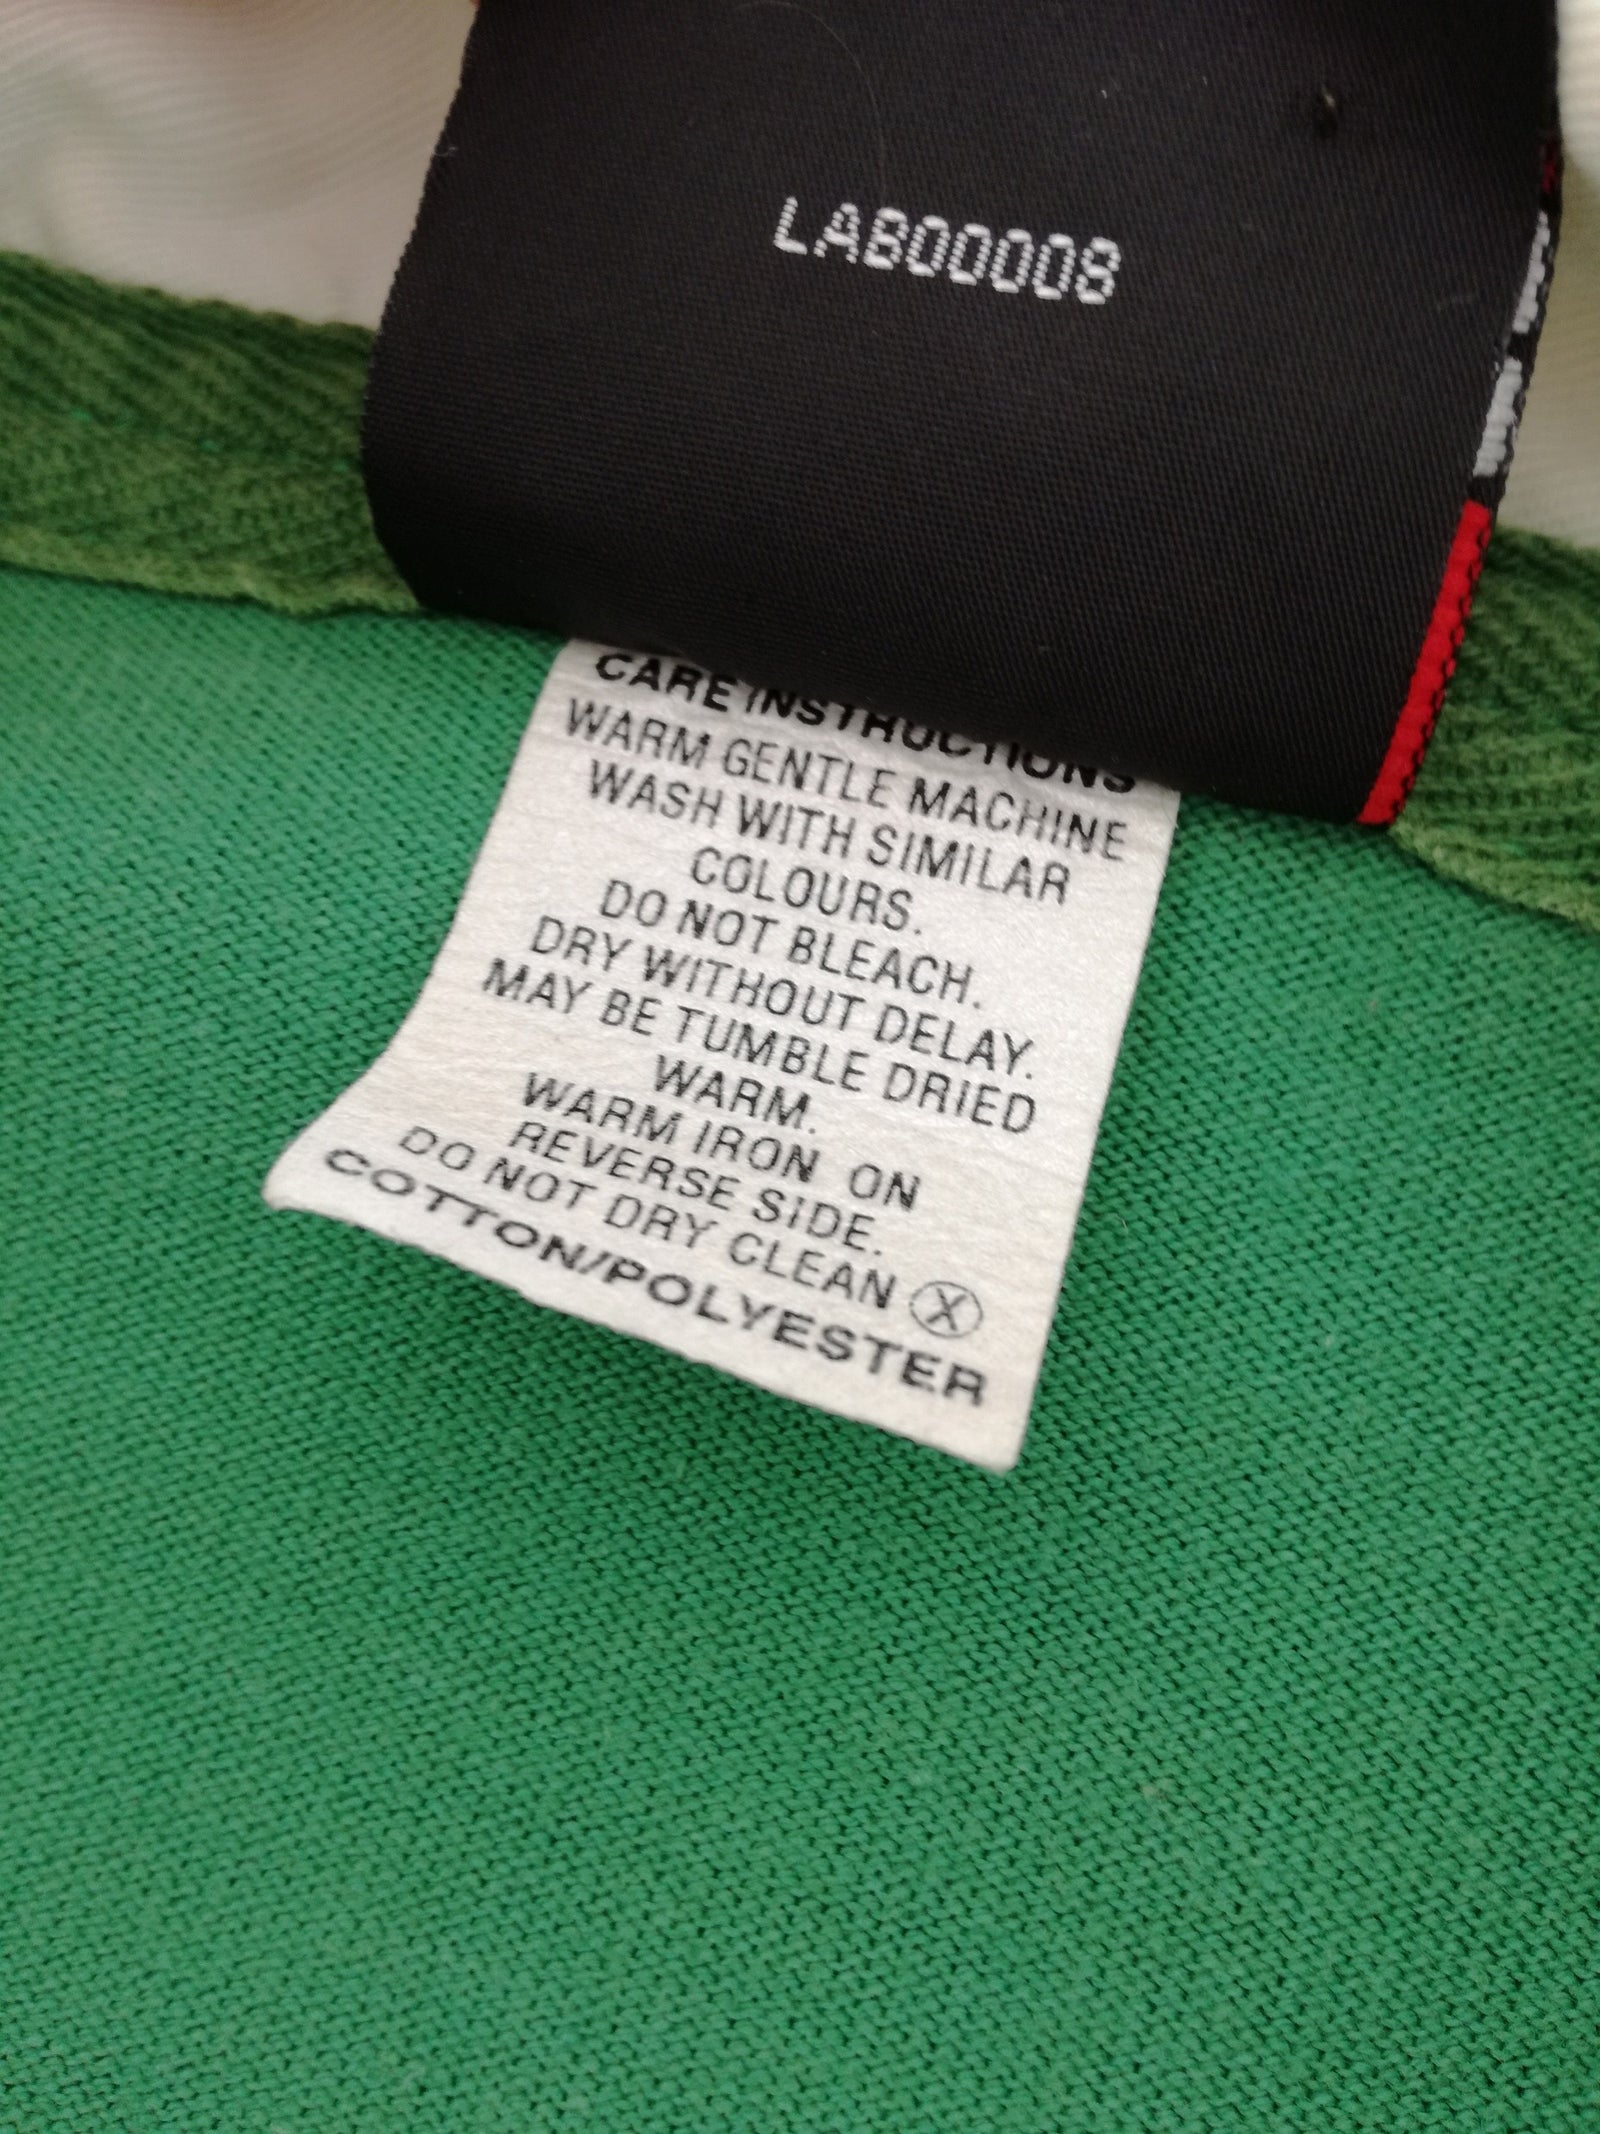 LAB00008
CARE INSTRUCTIONS
WARM GENTLE MACHINE
WASH WITH SIMILAR
COLOURS.
DO NOT BLEACH.
DRY WITHOUT DELAY.
MAY BE TUMBLE DRIED
WARM.
WARM IRON ON
REVERSE SIDE.
DO NOT DRY CLEAN Ⓧ
COTTON/POLYESTER